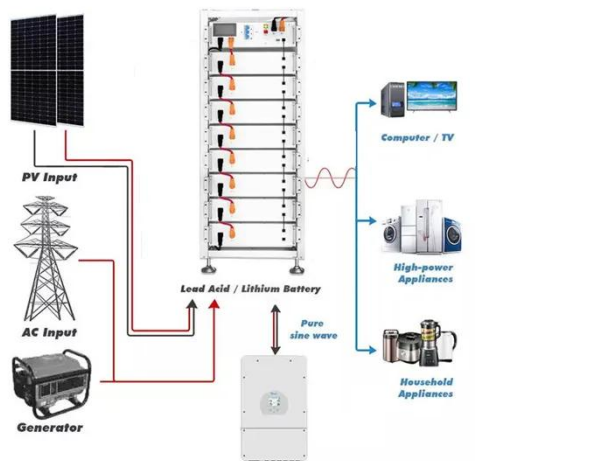 Computer / TV
PV Input
High-power
Appliances
Lead Acid / Lithium Battery
Pure
sine wave
AC Input
Household
Appliances
Generator